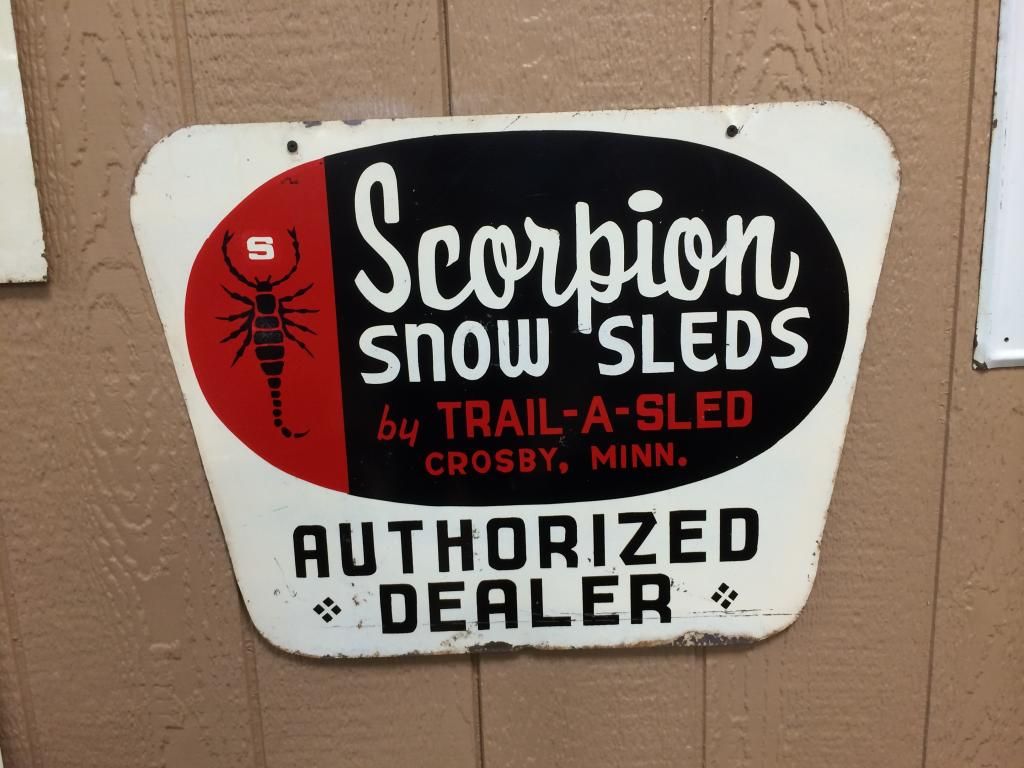 S
Scorpion
SNOW SLEDS
by TRAIL-A-SLED
CROSBY, MINN.
AUTHORIZED
DEALER